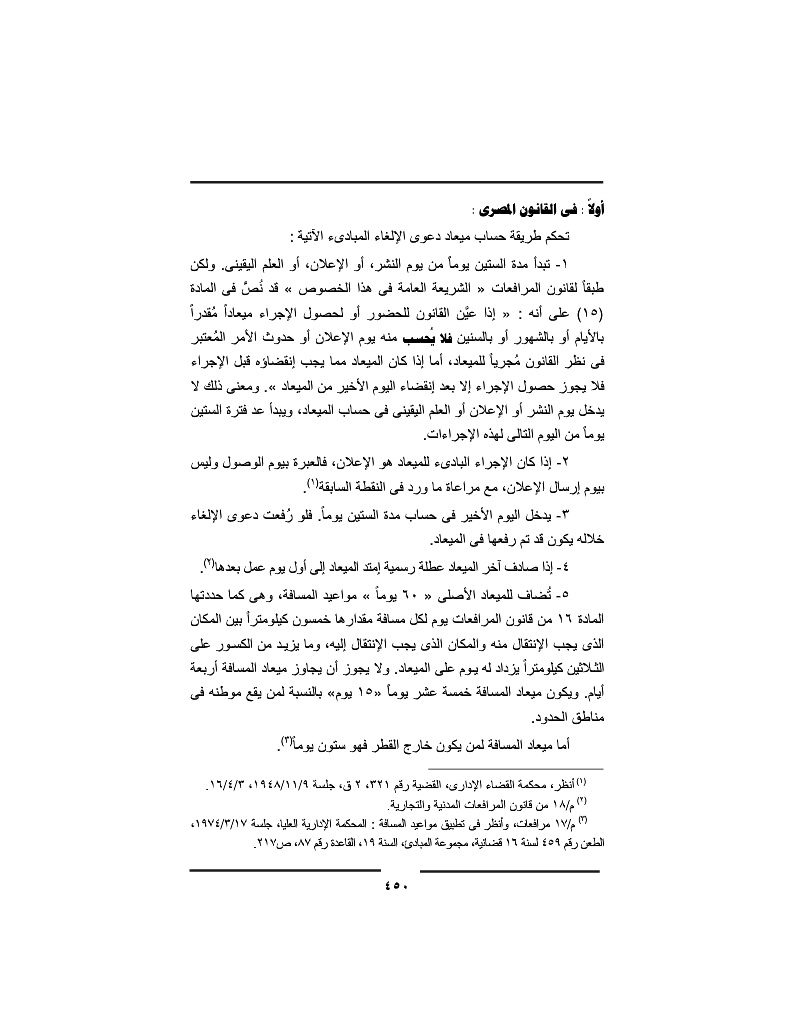 أولاً : فى القانون المصرى :
تحكم طريقة حساب ميعاد دعوى الإلغاء المبادىء الآتية :
١- تبدأ مدة الستين يوماً من يوم النشر، أو الإعلان، أو العلم اليقينى. ولكن
طبقاً لقانون المرافعات « الشريعة العامة فى هذا الخصوص » قد نُصَّ فى المادة
(١٥) على أنه : « إذا عيَّن القانون للحضور أو لحصول الإجراء ميعاداً مُقدراً
بالأيام أو بالشهور أو بالسنين فلا يُحسب منه يوم الإعلان أو حدوث الأمر المُعتبر
فى نظر القانون مُجرياً للميعاد، أما إذا كان الميعاد مما يجب إنقضاؤه قبل الإجراء
فلا يجوز حصول الإجراء إلا بعد إنقضاء اليوم الأخير من الميعاد ». ومعنى ذلك لا
يدخل يوم النشر أو الإعلان أو العلم اليقينى فى حساب الميعاد، ويبدأ عد فترة الستين
يوماً من اليوم التالى لهذه الإجراءات.
٢- إذا كان الإجراء البادىء للميعاد هو الإعلان، فالعبرة بيوم الوصول وليس
بيوم إرسال الإعلان، مع مراعاة ما ورد فى النقطة السابقة(١).
٣- يدخل اليوم الأخير فى حساب مدة الستين يوماً. فلو رُفعت دعوى الإلغاء
خلاله يكون قد تم رفعها فى الميعاد.
٤- إذا صادف آخر الميعاد عطلة رسمية إمتد الميعاد إلى أول يوم عمل بعدها(٢).
٥- تُضاف للميعاد الأصلى « ٦٠ يوماً » مواعيد المسافة، وهى كما حددتها
المادة ١٦ من قانون المرافعات يوم لكل مسافة مقدارها خمسون كيلومتراً بين المكان
الذى يجب الإنتقال منه والمكان الذى يجب الإنتقال إليه، وما يزيد من الكسور على
الثلاثين كيلومتراً يزداد له يوم على الميعاد. ولا يجوز أن يجاوز ميعاد المسافة أربعة
أيام. ويكون ميعاد المسافة خمسة عشر يوماً «١٥ يوم» بالنسبة لمن يقع موطنه فى
مناطق الحدود.
أما ميعاد المسافة لمن يكون خارج القطر فهو ستون يوماً(٣).
(١) أنظر، محكمة القضاء الإدارى، القضية رقم ٣٢١، ٢ ق، جلسة ١٩٤٨/١١/٩، ١٦/٤/٣.
(٢) م/١٨ من قانون المرافعات المدنية والتجارية.
(٣) م/١٧ مرافعات، وأنظر فى تطبيق مواعيد المسافة : المحكمة الإدارية العليا، جلسة ١٩٧٤/٣/١٧،
الطعن رقم ٤٥٩ لسنة ١٦ قضائية، مجموعة المبادئ، السنة ١٩، القاعدة رقم ٨٧، ص٢١٧.
٤٥٠